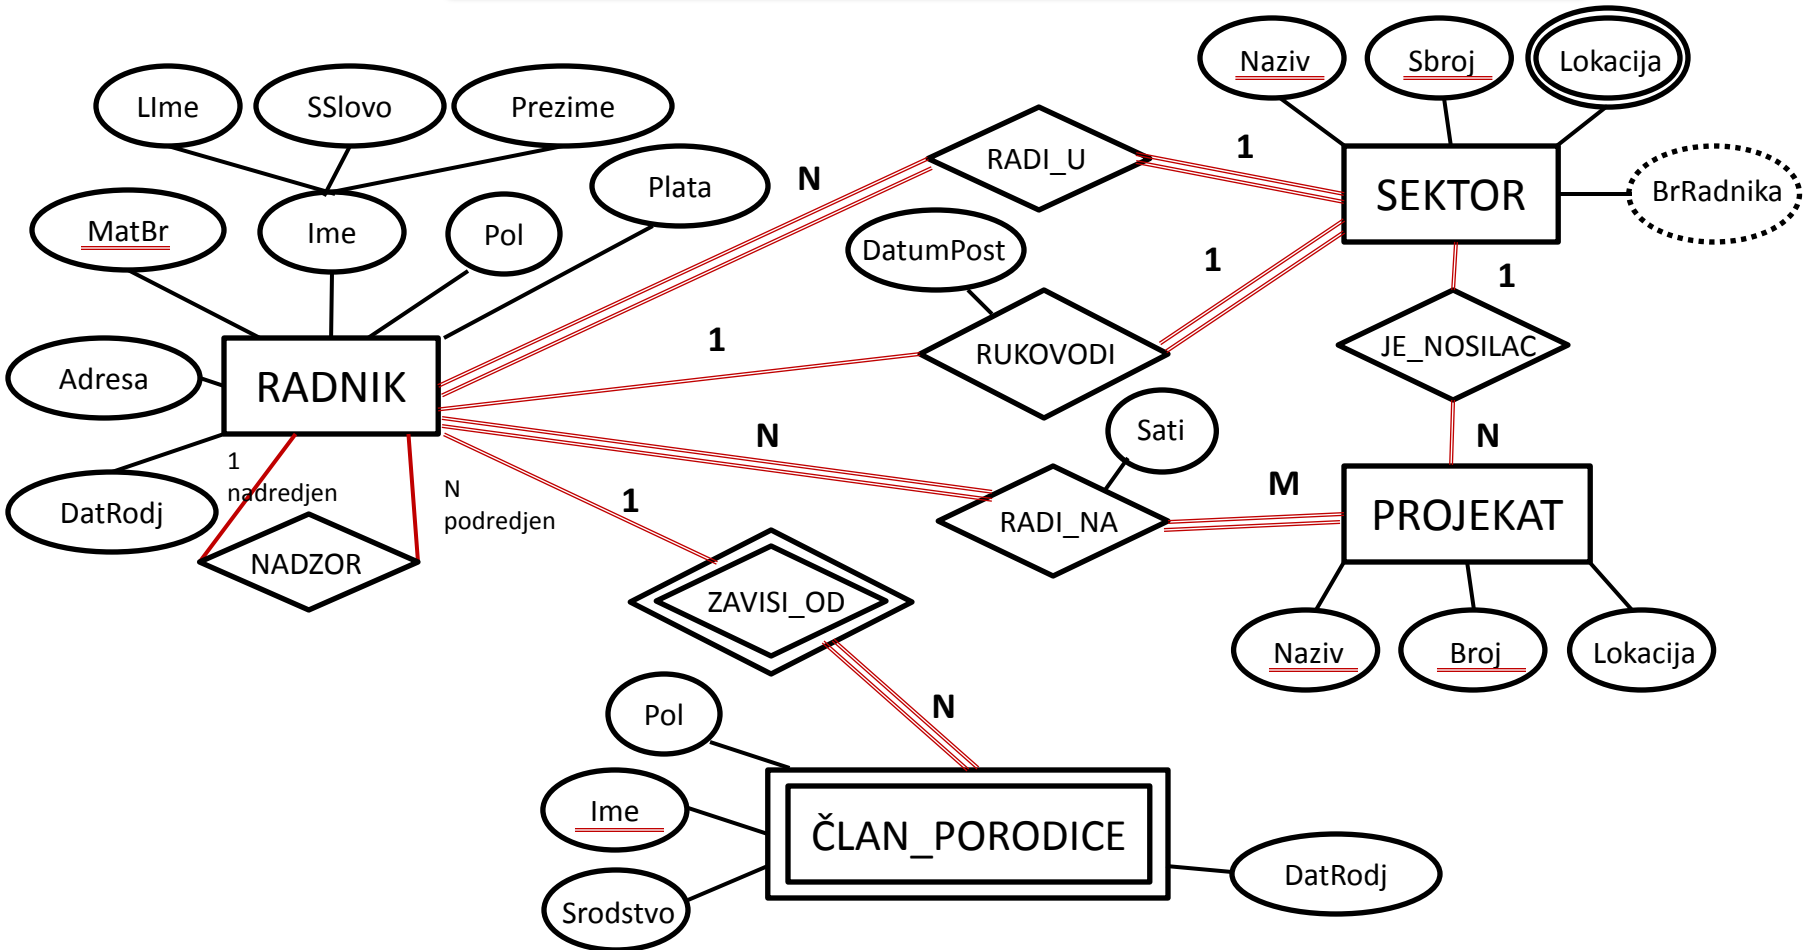 Naziv
Sbroj
Lokacija
LIme
SSlovo
Prezime
RADI_U
1
N
Plata
SEKTOR
BrRadnika
MatBr
Ime
Pol
DatumPost
1
1
1
RUKOVODI
JE_NOSILAC
Adresa
RADNIK
N
Sati
N
1
nadredjen
N
podredjen
1
M
DatRodj
RADI_NA
PROJEKAT
NADZOR
ZAVISI_OD
Naziv
Broj
Lokacija
Pol
N
Ime
ČLAN_PORODICE
DatRodj
Srodstvo